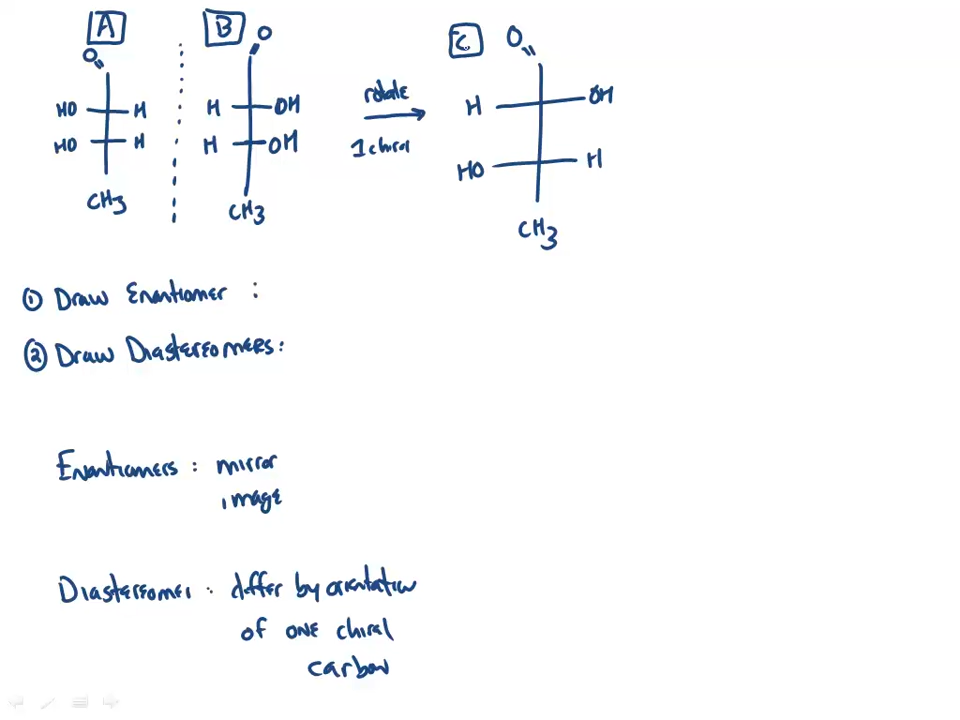 A B C
O O O
HO H H OH rotate H OH
HO H H OH 1 chiral HO H
CH3 CH3 CH3
① Draw Enantiomer :
② Draw Diastereomers:
Enantiomers : mirror
image
Diastereomer : differ by orientation
of ONE chiral
carbon